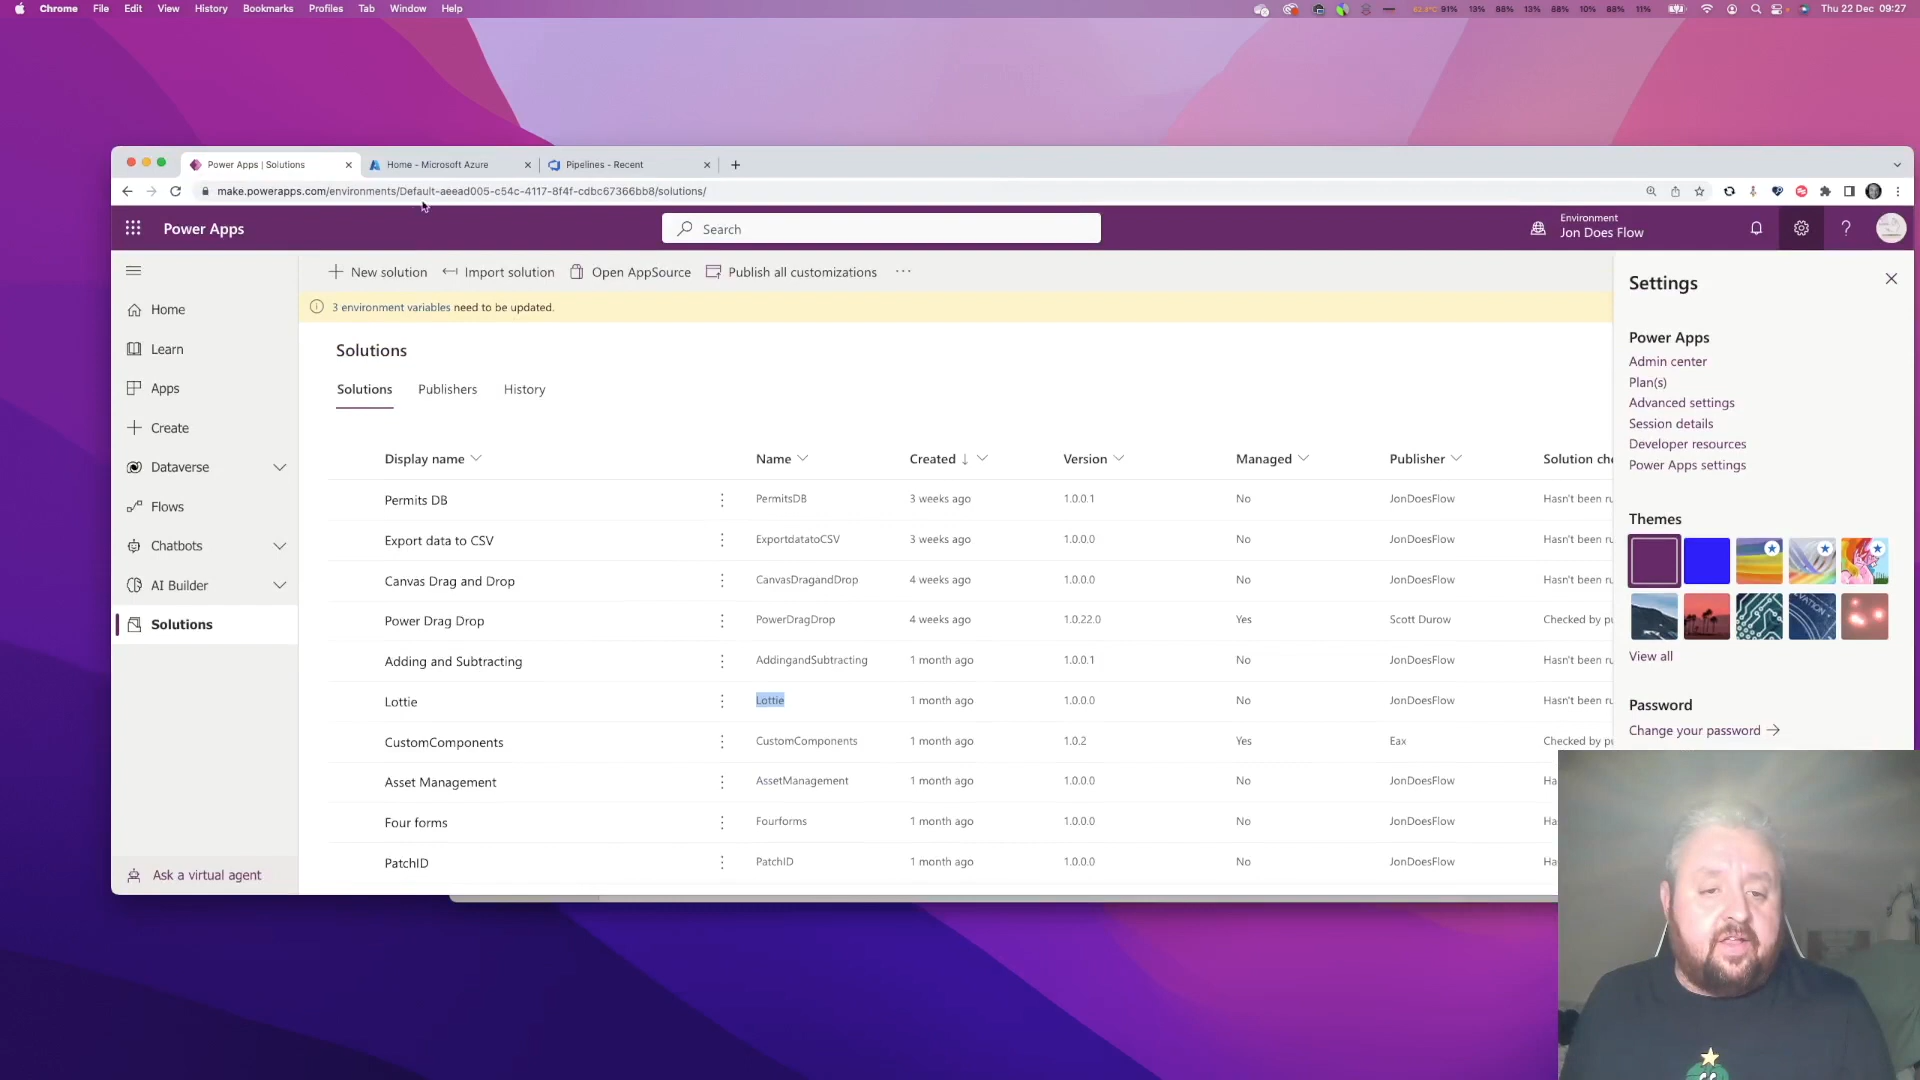 Chrome File Edit View History Bookmarks Profiles Tab Window Help
91% 13% 88% 13% 88% 10% 88% 11% Thu 22 Dec 09:27
Power Apps | Solutions
Home - Microsoft Azure
Pipelines - Recent
make.powerapps.com/environments/Default-aeead005-c54c-4117-8f4f-cdbc67366bb8/solutions/
Power Apps
Search
Environment
Jon Does Flow
New solution Import solution Open AppSource Publish all customizations
3 environment variables need to be updated.
Home
Learn
Apps
Create
Dataverse
Flows
Chatbots
AI Builder
Solutions
Ask a virtual agent
Solutions
Solutions Publishers History
Display name Name Created Version Managed Publisher Solution che
Permits DB PermitsDB 3 weeks ago 1.0.0.1 No JonDoesFlow Hasn't been ru
Export data to CSV ExportdatatoCSV 3 weeks ago 1.0.0.0 No JonDoesFlow Hasn't been ru
Canvas Drag and Drop CanvasDragandDrop 4 weeks ago 1.0.0.0 No JonDoesFlow Hasn't been ru
Power Drag Drop PowerDragDrop 4 weeks ago 1.0.22.0 Yes Scott Durow Checked by pu
Adding and Subtracting AddingandSubtracting 1 month ago 1.0.0.1 No JonDoesFlow Hasn't been ru
Lottie Lottie 1 month ago 1.0.0.0 No JonDoesFlow Hasn't been ru
CustomComponents CustomComponents 1 month ago 1.0.2 Yes Eax Checked by pu
Asset Management AssetManagement 1 month ago 1.0.0.0 No JonDoesFlow Ha
Four forms Fourforms 1 month ago 1.0.0.0 No JonDoesFlow Ha
PatchID PatchID 1 month ago 1.0.0.0 No JonDoesFlow Ha
Settings
Power Apps
Admin center
Plan(s)
Advanced settings
Session details
Developer resources
Power Apps settings
Themes
View all
Password
Change your password